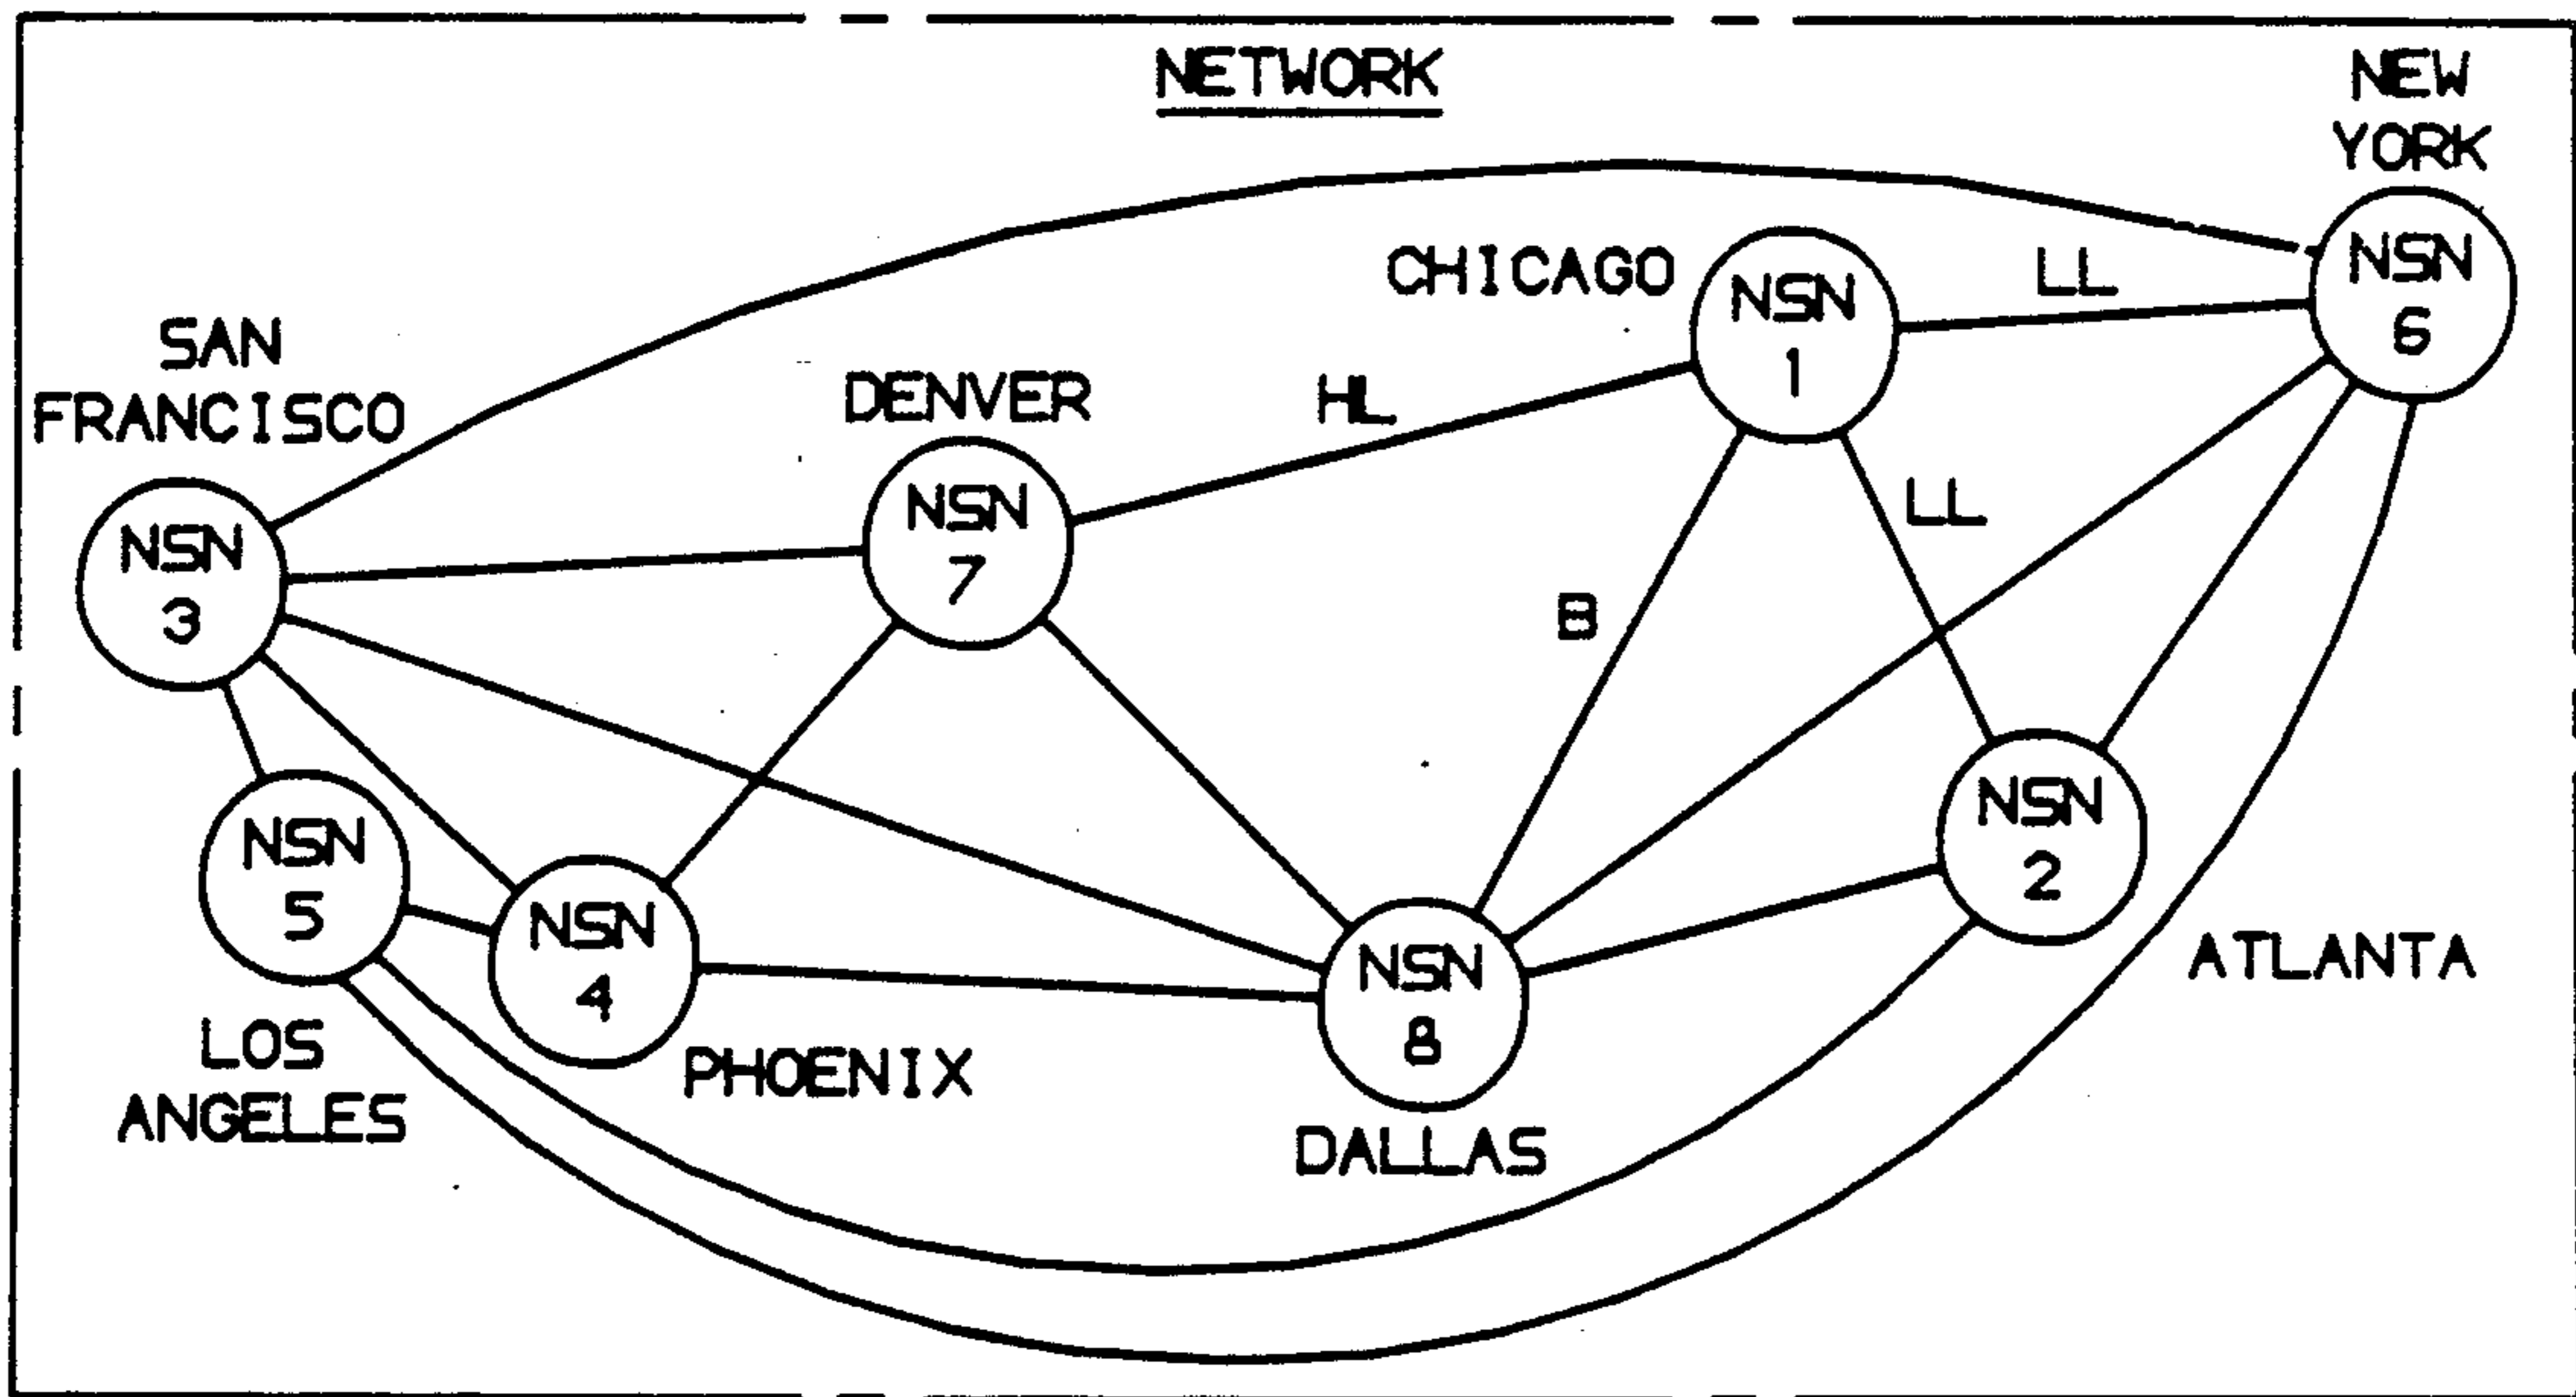 NETWORK
NEW
YORK
NSN
6
CHICAGO
NSN
1
LL
SAN
FRANCISCO
DENVER
HL
NSN
7
LL
NSN
3
B
NSN
5
NSN
4
NSN
8
NSN
2
ATLANTA
LOS
ANGELES
PHOENIX
DALLAS